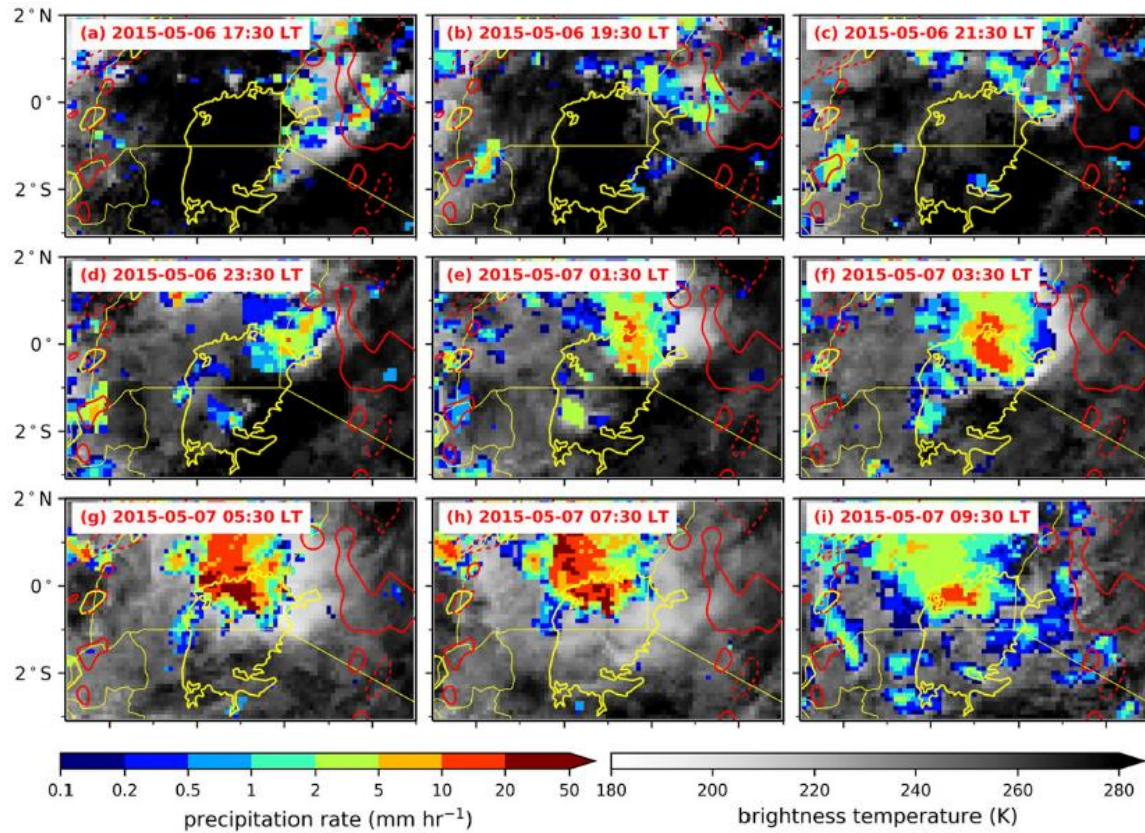 (a) 2015-05-06 17:30 LT
(b) 2015-05-06 19:30 LT
(c) 2015-05-06 21:30 LT
2°N
0°
2°S
(d) 2015-05-06 23:30 LT
(e) 2015-05-07 01:30 LT
(f) 2015-05-07 03:30 LT
2°N
0°
2°S
(g) 2015-05-07 05:30 LT
(h) 2015-05-07 07:30 LT
(i) 2015-05-07 09:30 LT
2°N
0°
2°S
0.1 0.2 0.5 1 2 5 10 20 50
precipitation rate (mm hr⁻¹)
180 200 220 240 260 280
brightness temperature (K)